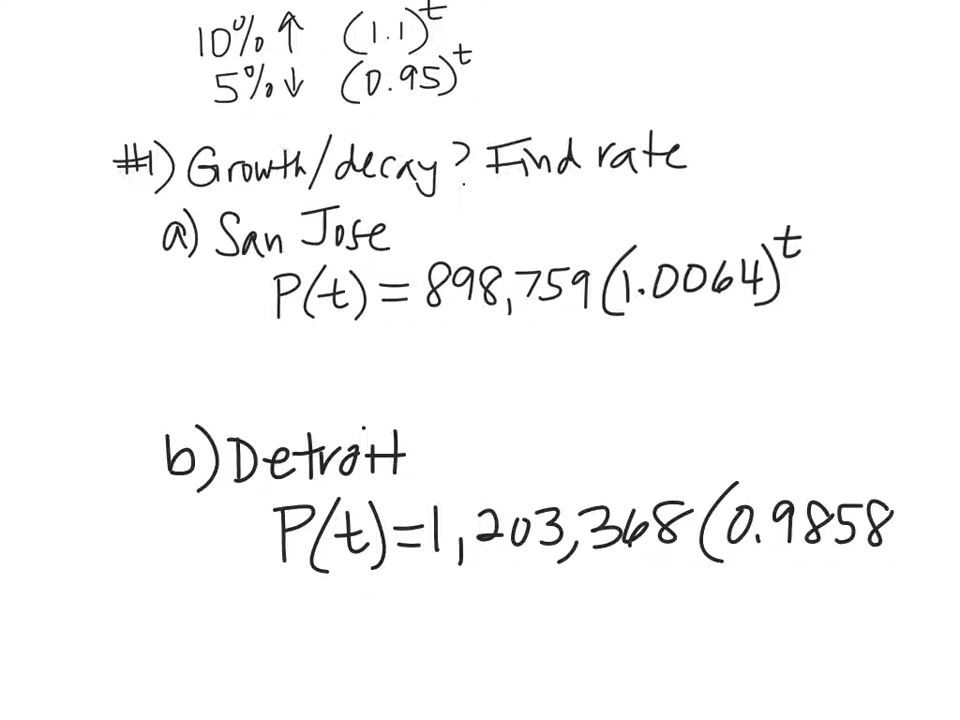 10% ↑ (1.1)^t
5% ↓ (0.95)^t
#1) Growth/decay? Find rate
a) San Jose
P(t) = 898,759(1.0064)^t
b) Detroit
P(t)=1,203,368(0.9858